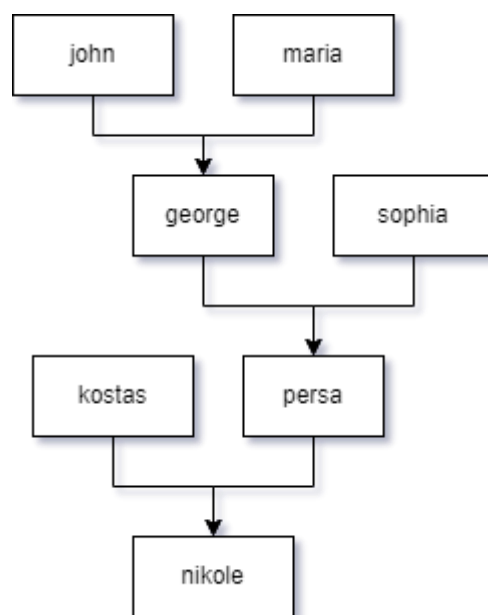 john
maria
george
sophia
kostas
persa
nikole